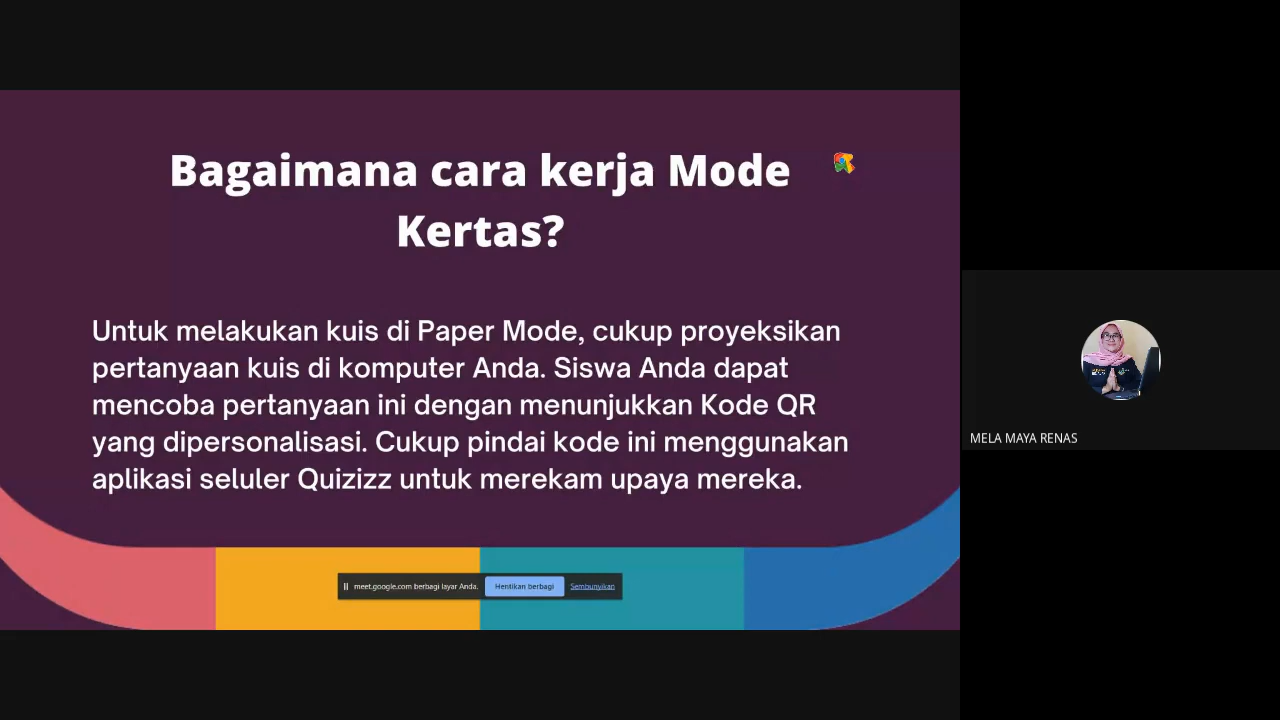 Bagaimana cara kerja Mode
Kertas?
Untuk melakukan kuis di Paper Mode, cukup proyeksikan
pertanyaan kuis di komputer Anda. Siswa Anda dapat
mencoba pertanyaan ini dengan menunjukkan Kode QR
yang dipersonalisasi. Cukup pindai kode ini menggunakan
aplikasi seluler Quizizz untuk merekam upaya mereka.
meet.google.com berbagi layar Anda. Hentikan berbagi Sembunyikan
MELA MAYA RENAS